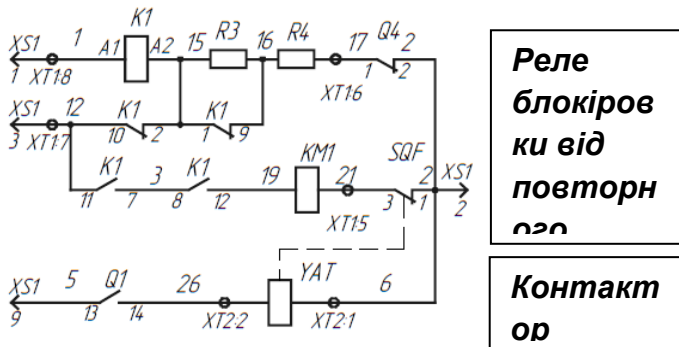 K1
1 A1 A2 15 R3 16 R4 17 Q4 2
XS1
1 XT1:8 XT1:6 1 2
XS1 12 K1 K1
3 XT1:7 10 2 1 9
K1 3 K1 19 KM1 21 SQF 2 XS1
11 7 8 12 XT1:5 3 1 2
XS1 5 Q1 26 YAT 6
9 13 14 XT2:2 XT2:1
Реле
блокіров
ки від
повторн
ого
Контакт
ор